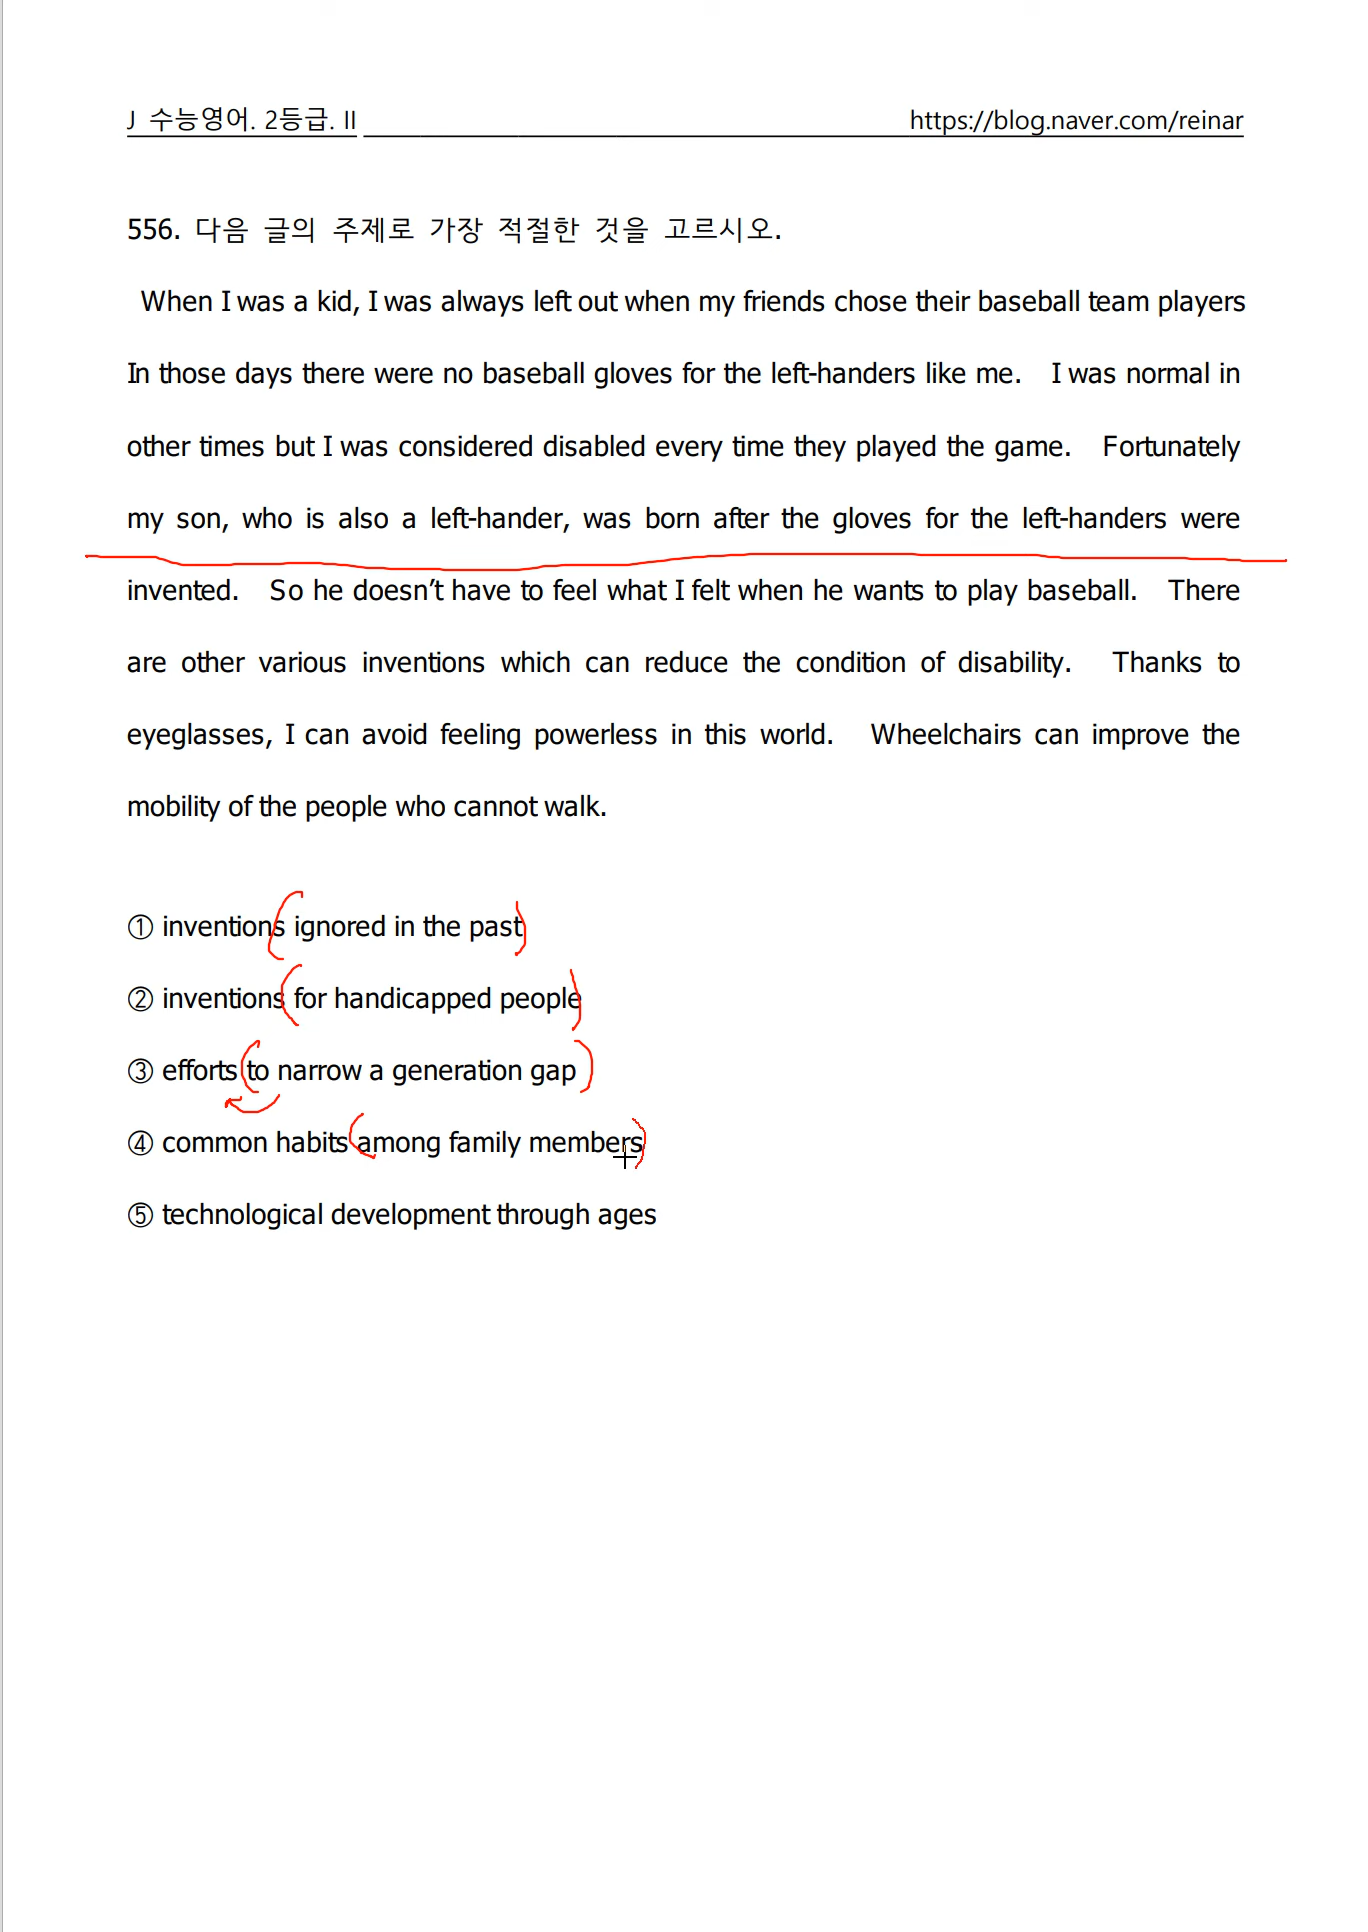 J 수능영어. 2등급. II https://blog.naver.com/reinar
556. 다음 글의 주제로 가장 적절한 것을 고르시오.
When I was a kid, I was always left out when my friends chose their baseball team players
In those days there were no baseball gloves for the left-handers like me. I was normal in
other times but I was considered disabled every time they played the game. Fortunately
my son, who is also a left-hander, was born after the gloves for the left-handers were
invented. So he doesn’t have to feel what I felt when he wants to play baseball. There
are other various inventions which can reduce the condition of disability. Thanks to
eyeglasses, I can avoid feeling powerless in this world. Wheelchairs can improve the
mobility of the people who cannot walk.
① inventions ignored in the past
② inventions for handicapped people
③ efforts to narrow a generation gap
④ common habits among family members
⑤ technological development through ages